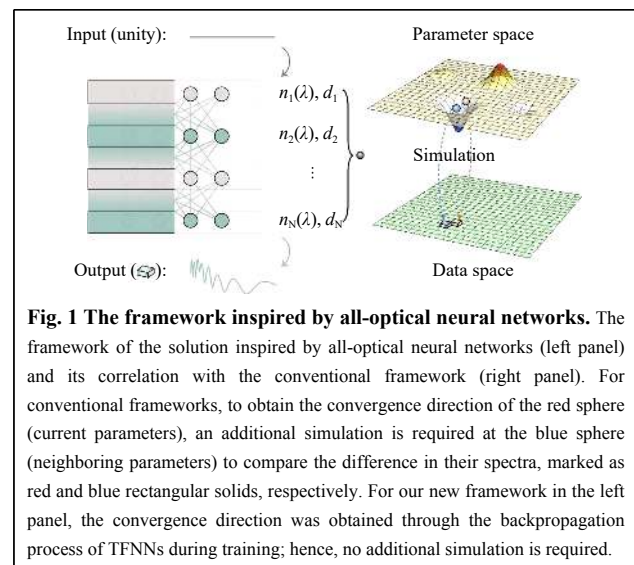 Input (unity):
Parameter space
n₁(λ), d₁
n₂(λ), d₂
⋮
n_N(λ), d_N
Simulation
Output ( ):
Data space
Fig. 1 The framework inspired by all-optical neural networks. The
framework of the solution inspired by all-optical neural networks (left panel)
and its correlation with the conventional framework (right panel). For
conventional frameworks, to obtain the convergence direction of the red sphere
(current parameters), an additional simulation is required at the blue sphere
(neighboring parameters) to compare the difference in their spectra, marked as
red and blue rectangular solids, respectively. For our new framework in the left
panel, the convergence direction was obtained through the backpropagation
process of TFNNs during training; hence, no additional simulation is required.